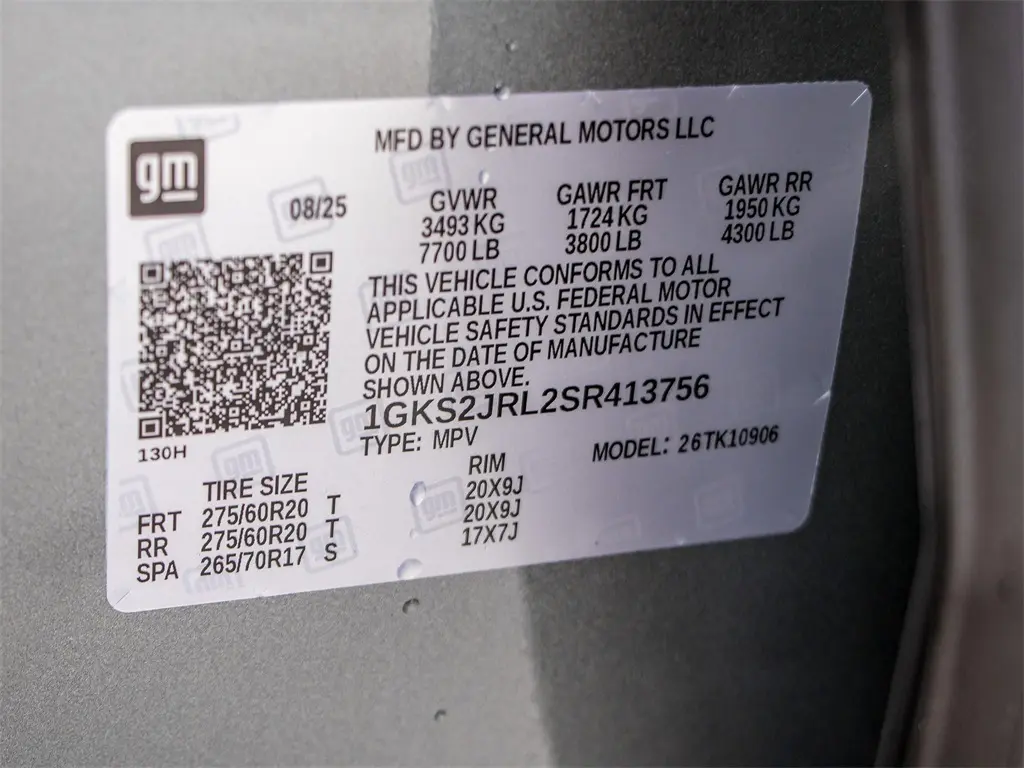 gm
MFD BY GENERAL MOTORS LLC
08/25
GVWR GAWR FRT GAWR RR
3493 KG 1724 KG 1950 KG
7700 LB 3800 LB 4300 LB
THIS VEHICLE CONFORMS TO ALL
APPLICABLE U.S. FEDERAL MOTOR
VEHICLE SAFETY STANDARDS IN EFFECT
ON THE DATE OF MANUFACTURE
SHOWN ABOVE.
1GKS2JRL2SR413756
TYPE: MPV MODEL: 26TK10906
130H
TIRE SIZE RIM
FRT 275/60R20 T 20X9J
RR 275/60R20 T 20X9J
SPA 265/70R17 S 17X7J